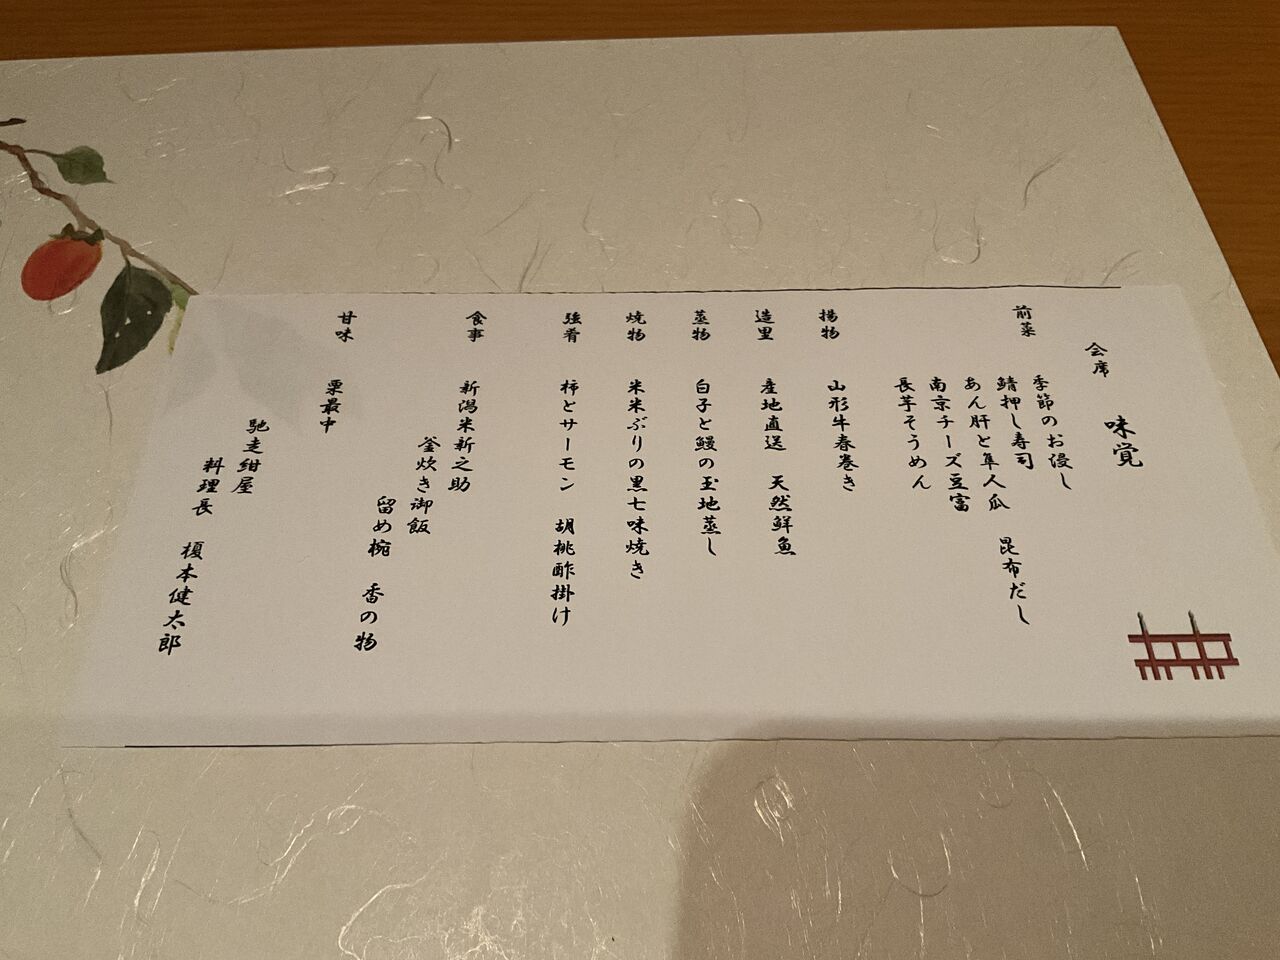 会席　味覚
前菜　季節のお浸し
鯖押し寿司
あん肝と隼人瓜　昆布だし
南京チーズ豆富
長芋そうめん
揚物　山形牛春巻き
造里　産地直送　天然鮮魚
蒸物　白子と鰻の玉地蒸し
焼物　米米ぶりの黒七味焼き
強肴　柿とサーモン　胡桃酢掛け
食事　新潟米新之助
釜炊き御飯
留め椀　香の物
甘味　栗最中
馳走紺屋
料理長　榎本健太郎